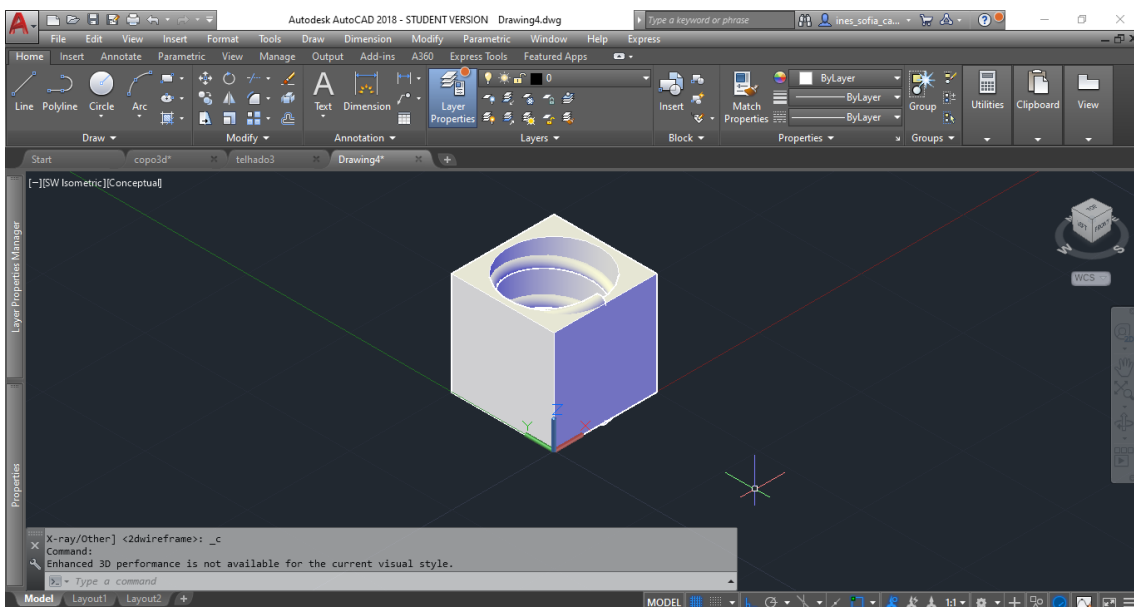 Autodesk AutoCAD 2018 - STUDENT VERSION Drawing4.dwg
Type a keyword or phrase
ines_sofia_ca...
File Edit View Insert Format Tools Draw Dimension Modify Parametric Window Help Express
Home Insert Annotate Parametric View Manage Output Add-ins A360 Express Tools Featured Apps
0
ByLayer
ByLayer
ByLayer
Line Polyline Circle Arc
Text Dimension
Layer Properties
Insert
Match Properties
Group
Utilities Clipboard View
Draw Modify Annotation Layers Block Properties Groups
Start copo3d* telhado3 Drawing4* +
[−][SW Isometric][Conceptual]
TOP
LEFT FRONT
W S
WCS
Layer Properties Manager
Z
Y X
Properties
X-ray/Other] <2dwireframe>: _c
Command:
Enhanced 3D performance is not available for the current visual style.
Type a command
Model Layout1 Layout2 +
MODEL 1:1